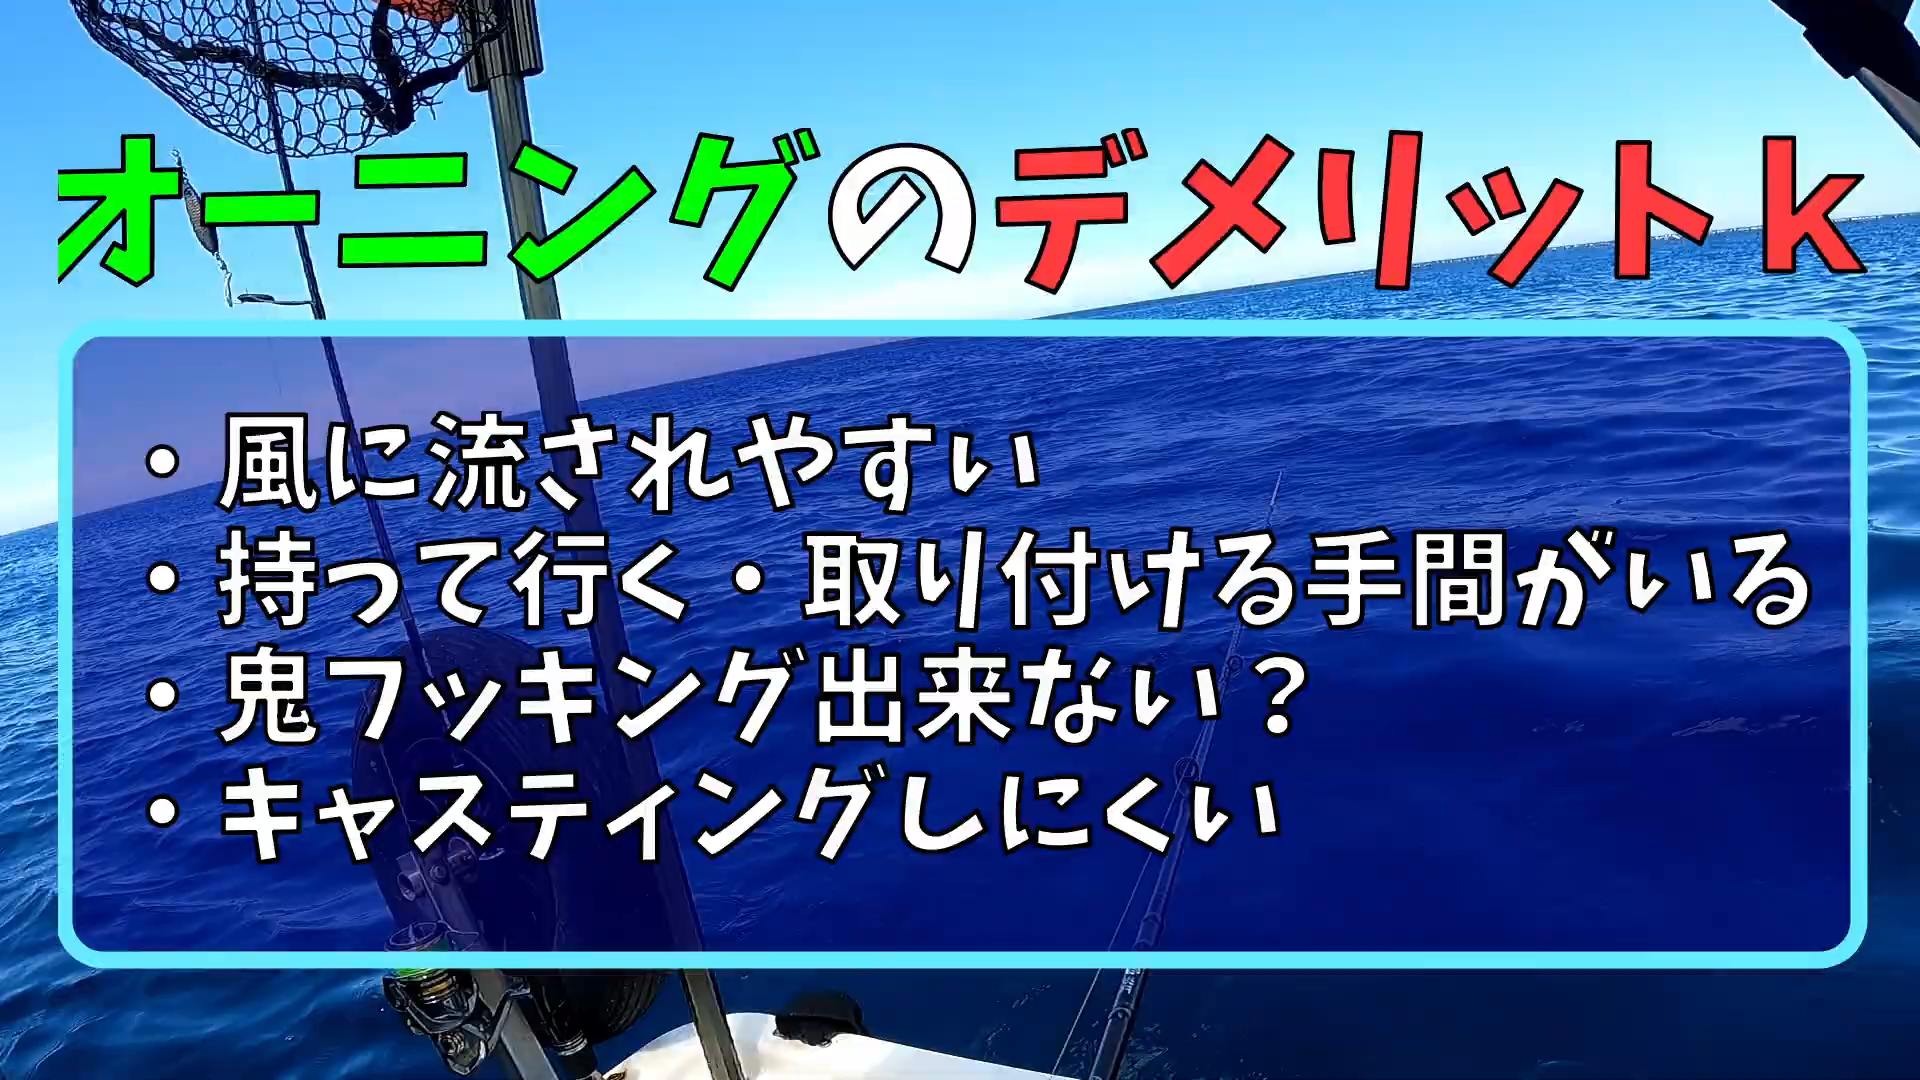 オーニングのデメリットｋ
・風に流されやすい
・持って行く・取り付ける手間がいる
・鬼フッキング出来ない？
・キャスティングしにくい